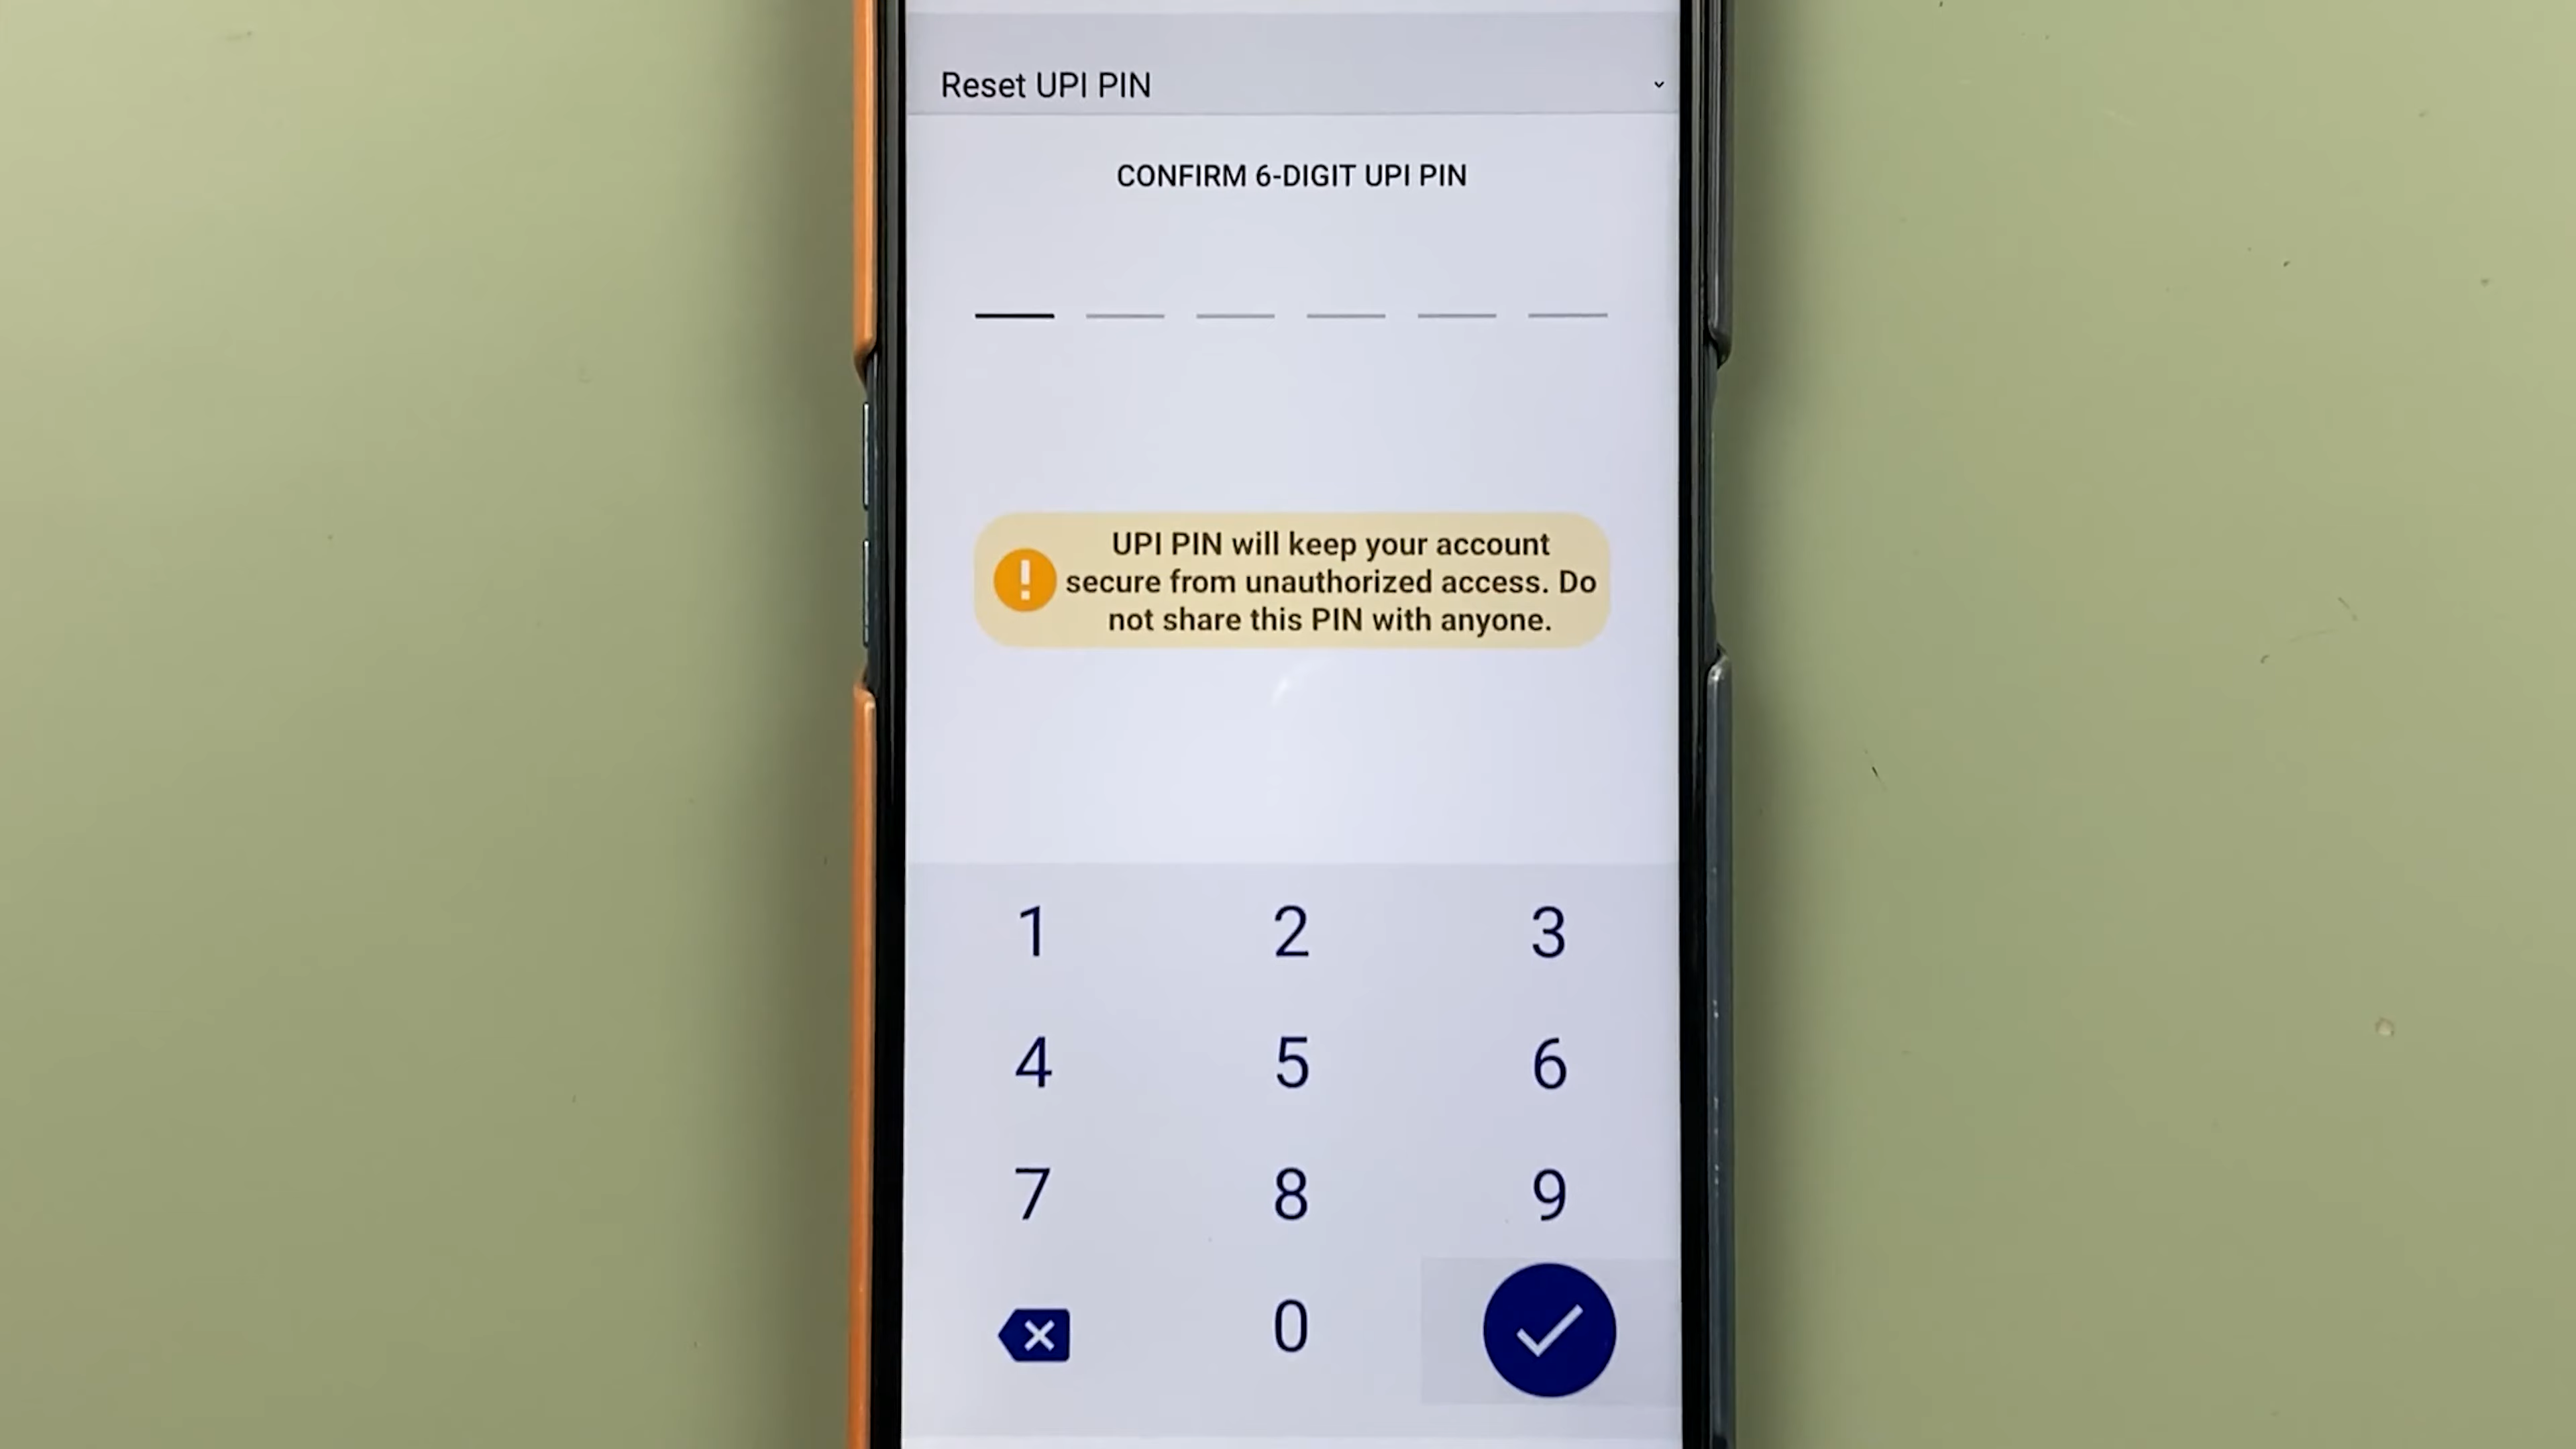 Reset UPI PIN
CONFIRM 6-DIGIT UPI PIN
UPI PIN will keep your account
secure from unauthorized access. Do
not share this PIN with anyone.
1 2 3
4 5 6
7 8 9
0